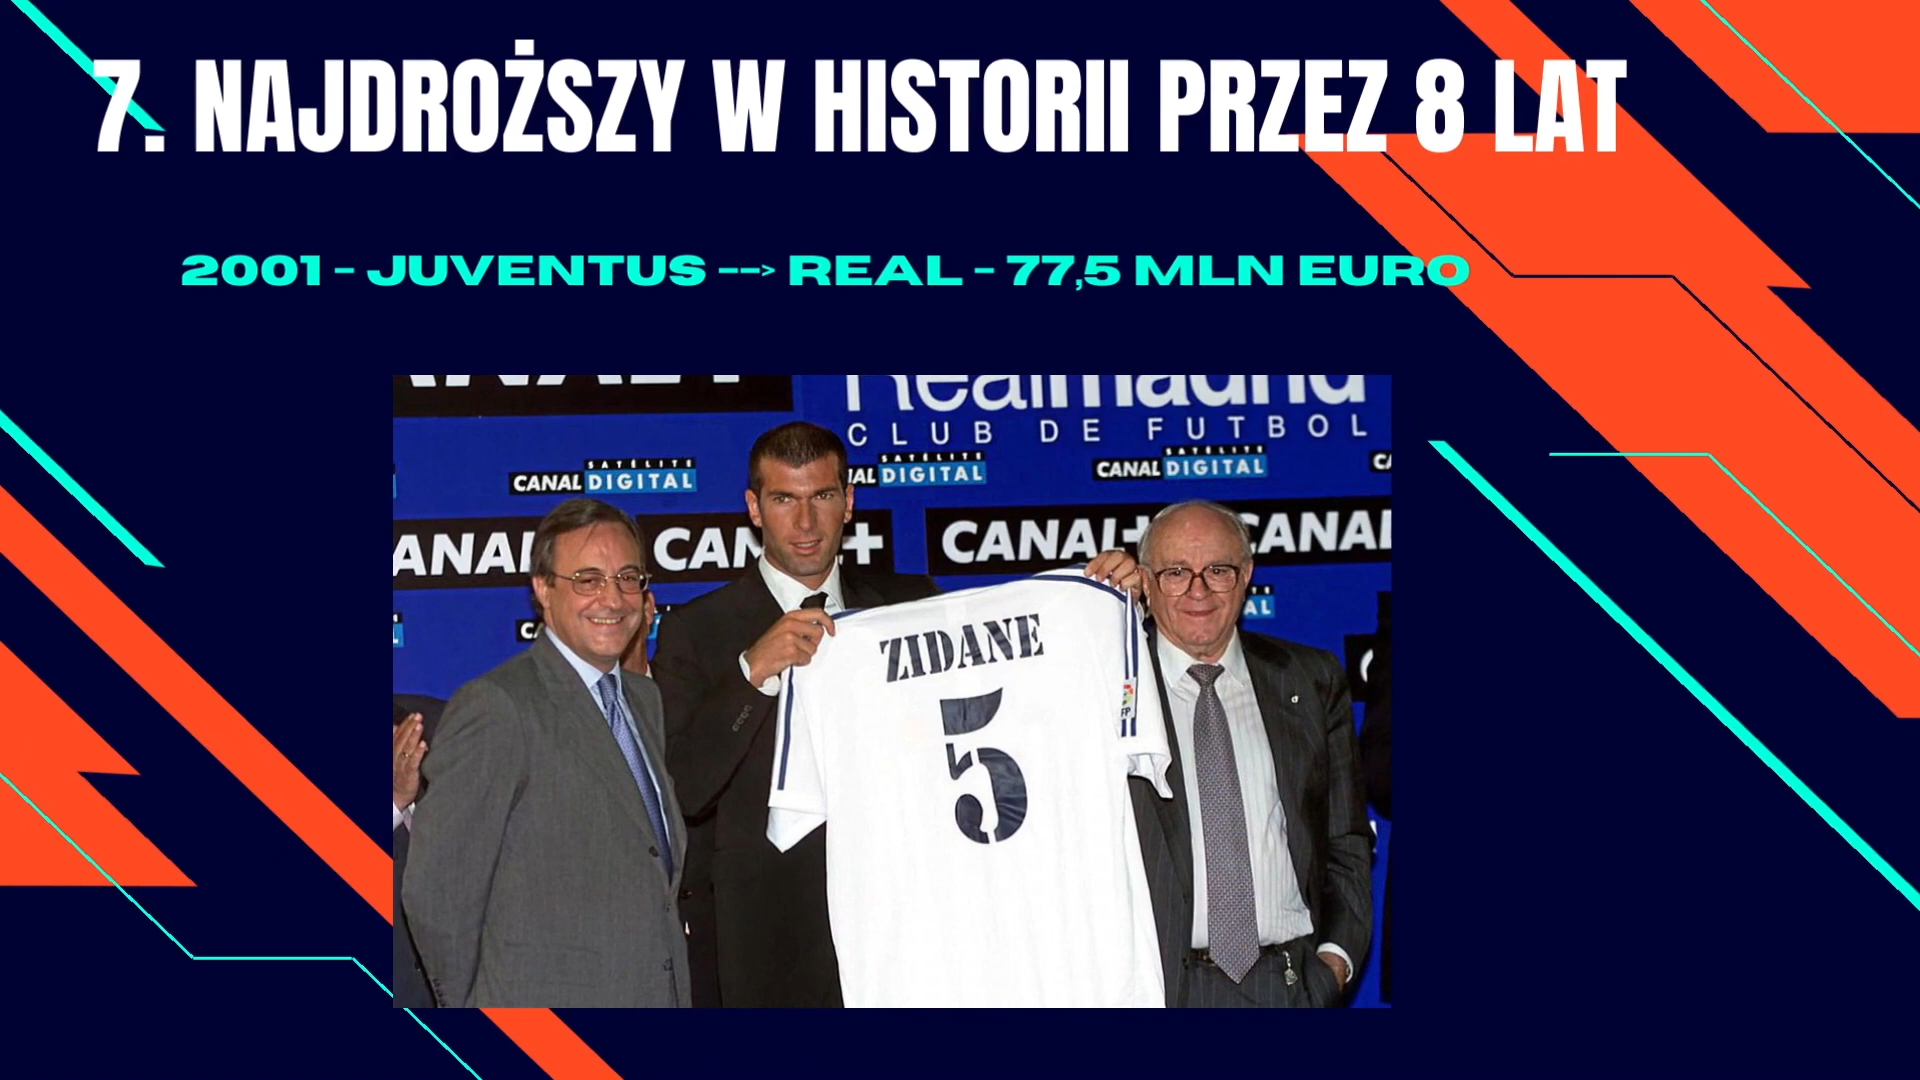 7. NAJDROŻSZY W HISTORII PRZEZ 8 LAT
2001 - JUVENTUS --> REAL - 77,5 MLN EURO
Realmadrid
CLUB DE FUTBOL
CANAL SATÉLITE DIGITAL
SATÉLITE DIGITAL
CANAL SATÉLITE DIGITAL
CANAL+
ZIDANE
5